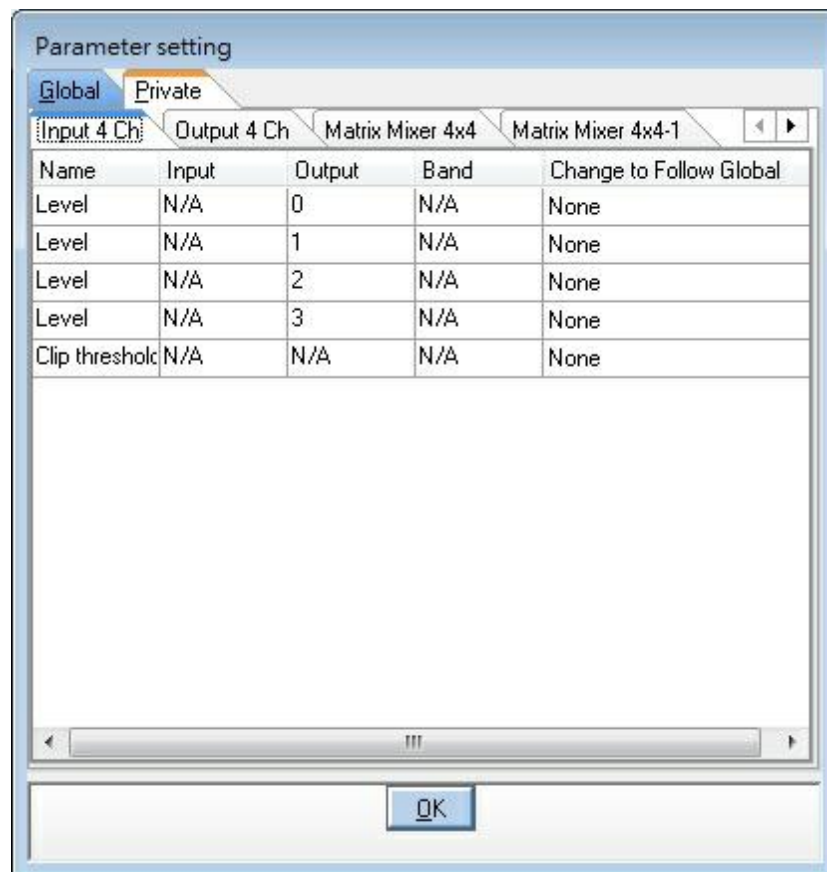 Parameter setting
Global Private
Input 4 Ch Output 4 Ch Matrix Mixer 4x4 Matrix Mixer 4x4-1
Name Input Output Band Change to Follow Global
Level N/A 0 N/A None
Level N/A 1 N/A None
Level N/A 2 N/A None
Level N/A 3 N/A None
Clip threshold N/A N/A N/A None
OK